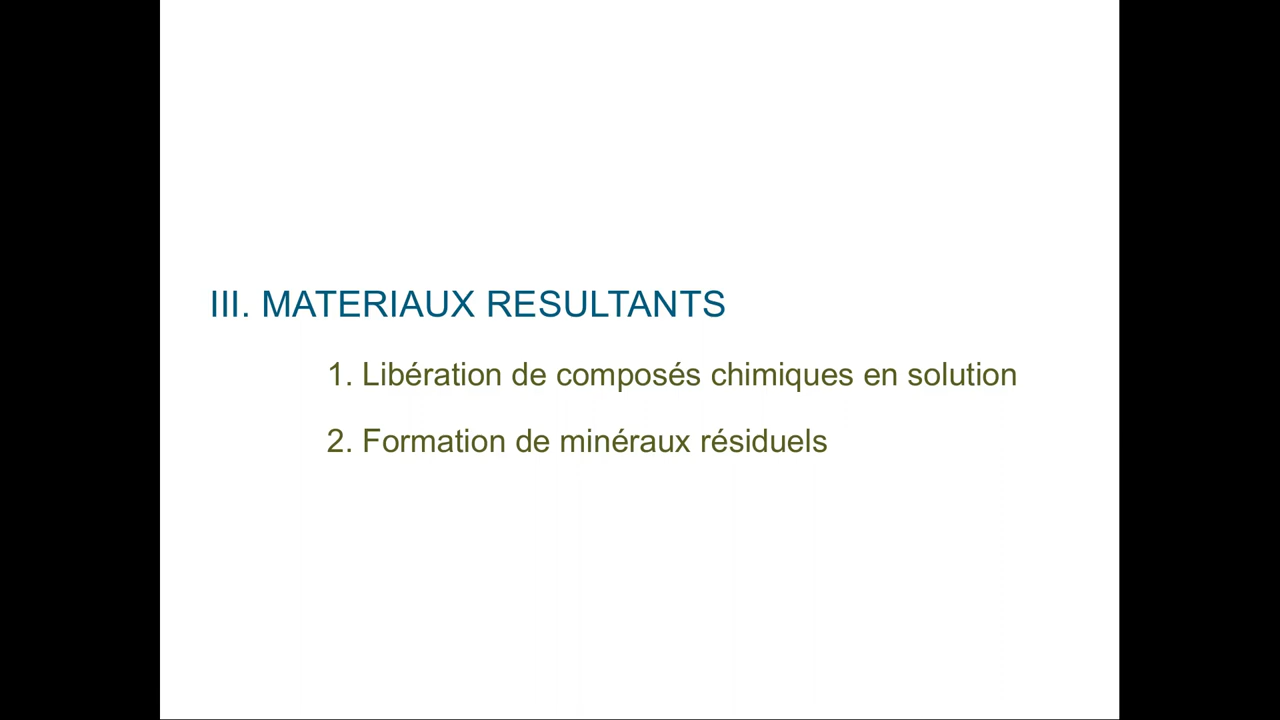 III. MATERIAUX RESULTANTS
1. Libération de composés chimiques en solution
2. Formation de minéraux résiduels